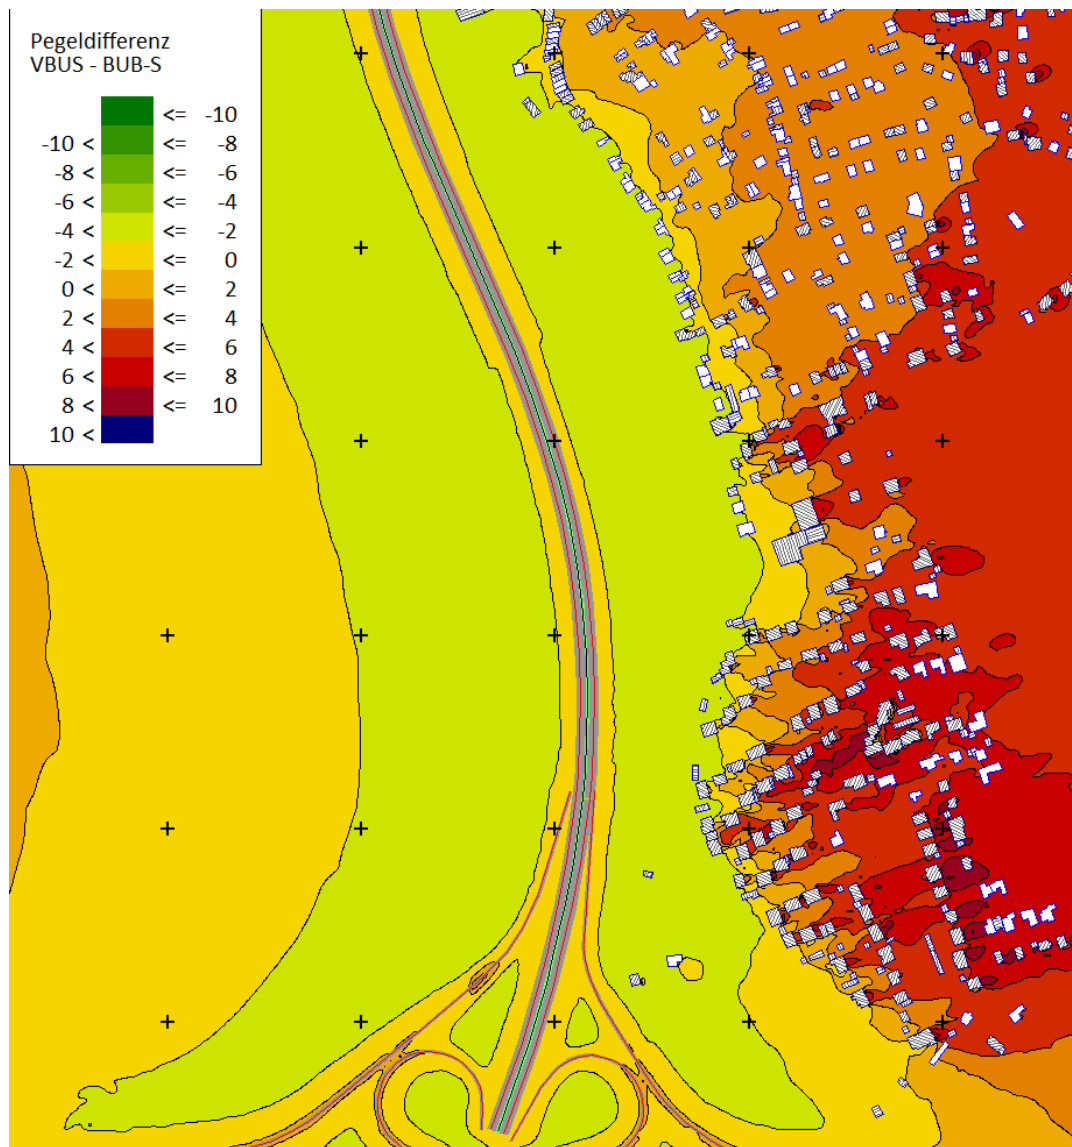 Pegeldifferenz
VBUS - BUB-S
<= -10
-10 < <= -8
-8 < <= -6
-6 < <= -4
-4 < <= -2
-2 < <= 0
0 < <= 2
2 < <= 4
4 < <= 6
6 < <= 8
8 < <= 10
10 <